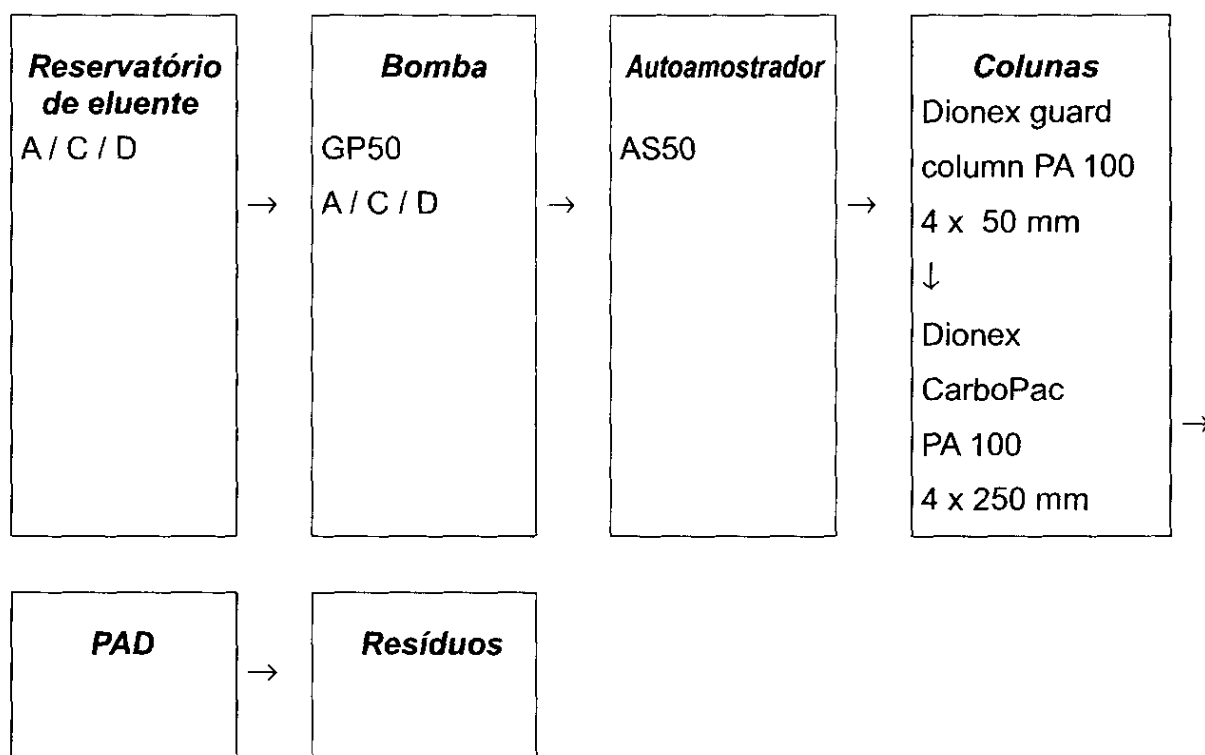 Reservatório
de eluente
A / C / D
→
Bomba
GP50
A / C / D
→
Autoamostrador
AS50
→
Colunas
Dionex guard
column PA 100
4 x 50 mm
↓
Dionex
CarboPac
PA 100
4 x 250 mm
→
PAD
→
Resíduos